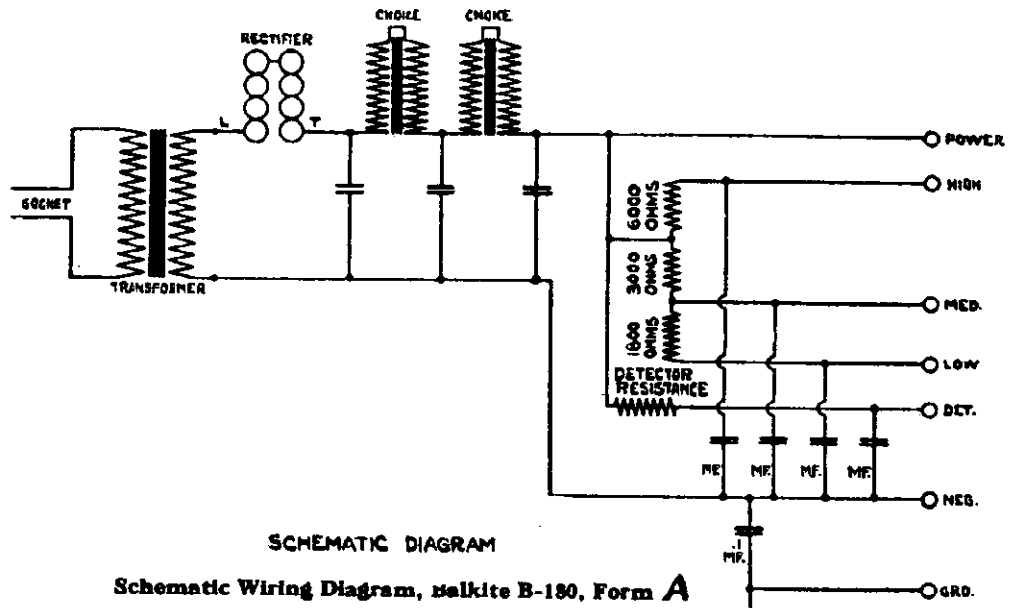 CHOKE
CHOKE
RECTIFIER
L
T
POWER
HIGH
SOCKET
6000
OHMS
3000
OHMS
TRANSFORMER
MED.
1800
OHMS
LOW
DETECTOR
RESISTANCE
DET.
MF.
MF.
MF.
MF.
NEG.
SCHEMATIC DIAGRAM
.1
MF.
Schematic Wiring Diagram, Balkite B-180, Form A
GRD.